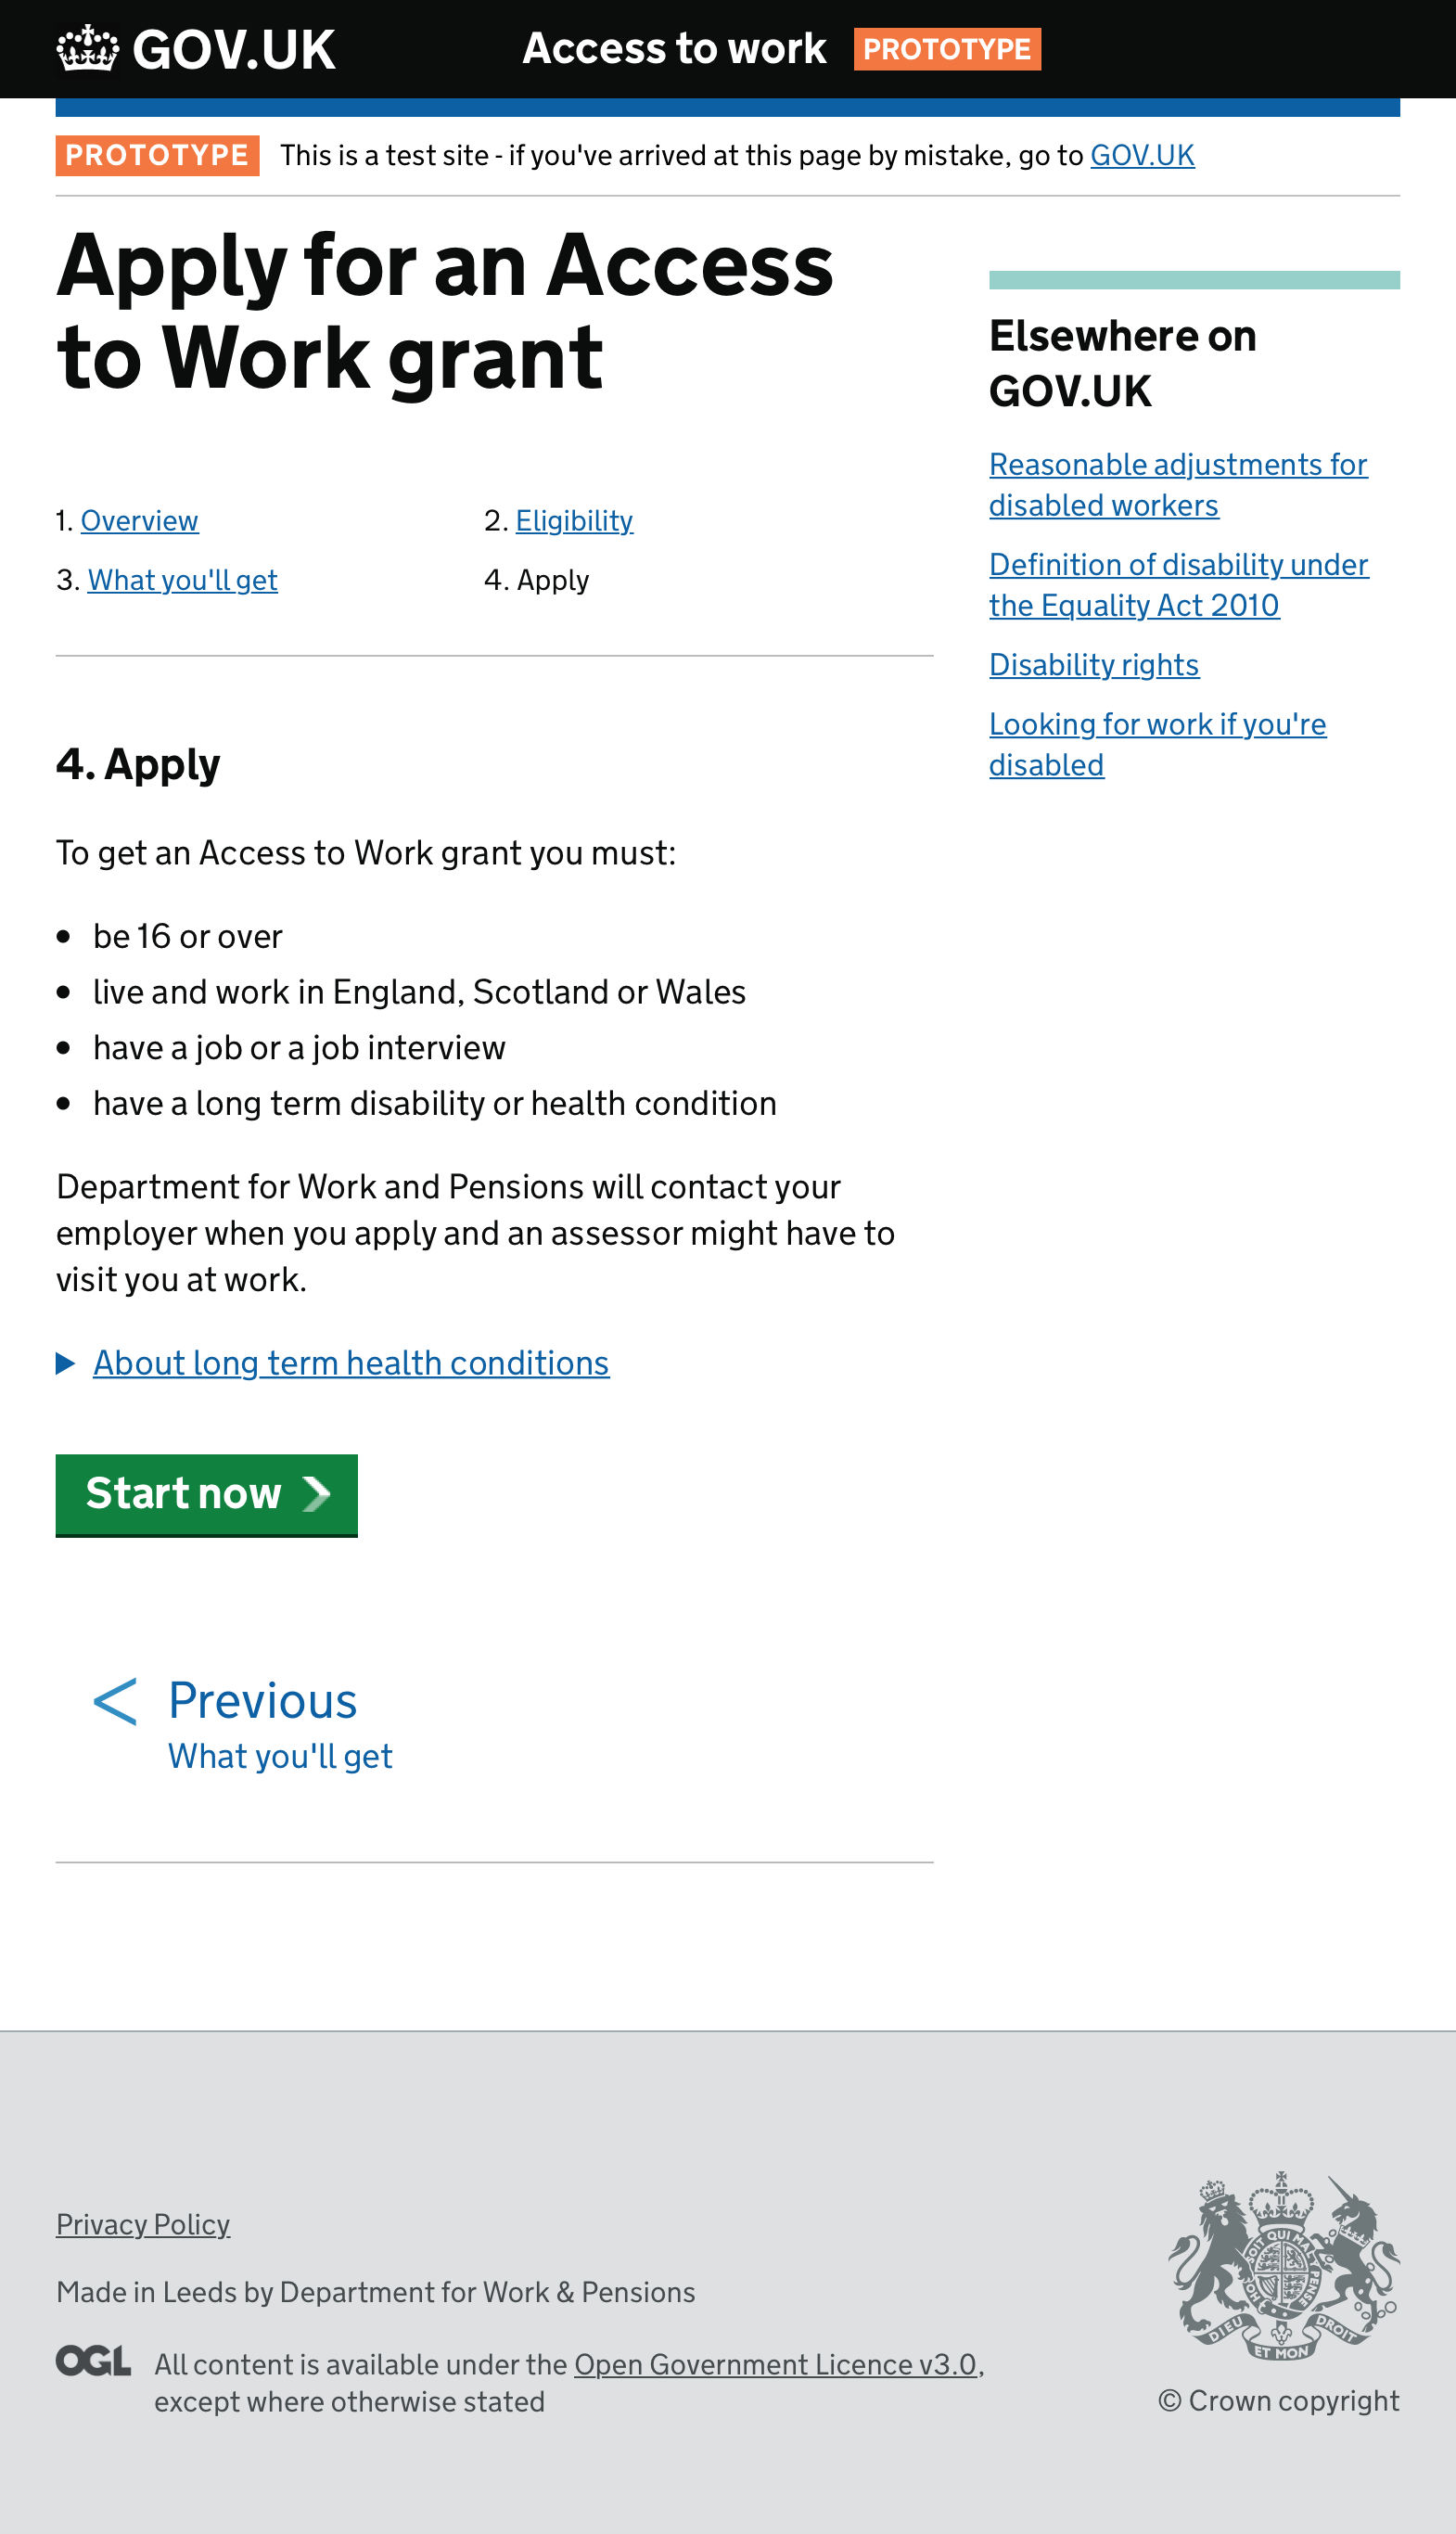 GOV.UK
Access to work PROTOTYPE
PROTOTYPE This is a test site - if you've arrived at this page by mistake, go to GOV.UK
Apply for an Access
to Work grant
1. Overview
2. Eligibility
3. What you'll get
4. Apply
4. Apply
To get an Access to Work grant you must:
• be 16 or over
• live and work in England, Scotland or Wales
• have a job or a job interview
• have a long term disability or health condition
Department for Work and Pensions will contact your
employer when you apply and an assessor might have to
visit you at work.
About long term health conditions
Start now
Previous
What you'll get
Elsewhere on
GOV.UK
Reasonable adjustments for
disabled workers
Definition of disability under
the Equality Act 2010
Disability rights
Looking for work if you're
disabled
Privacy Policy
Made in Leeds by Department for Work & Pensions
OGL All content is available under the Open Government Licence v3.0,
except where otherwise stated
DIEU ET MON DROIT
© Crown copyright